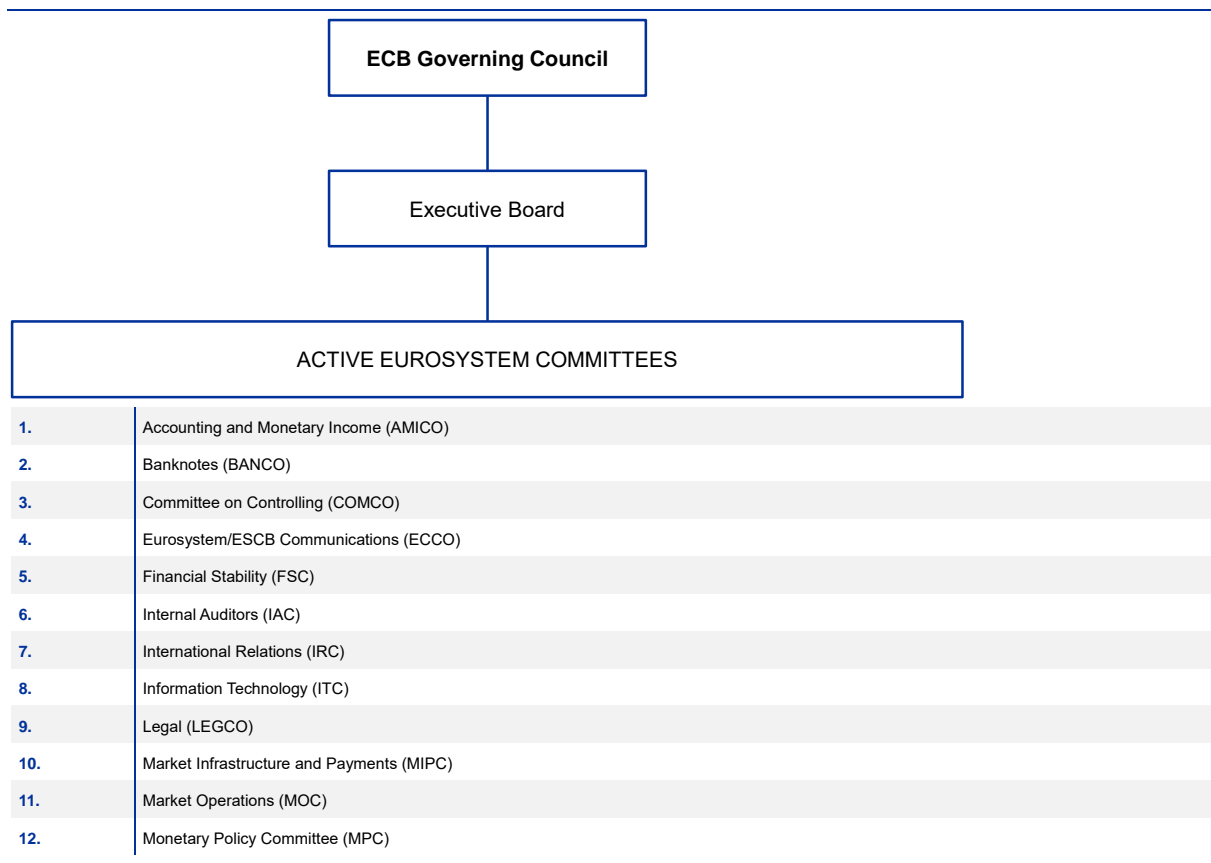 ECB Governing Council
Executive Board
ACTIVE EUROSYSTEM COMMITTEES
1. Accounting and Monetary Income (AMICO)
2. Banknotes (BANCO)
3. Committee on Controlling (COMCO)
4. Eurosystem/ESCB Communications (ECCO)
5. Financial Stability (FSC)
6. Internal Auditors (IAC)
7. International Relations (IRC)
8. Information Technology (ITC)
9. Legal (LEGCO)
10. Market Infrastructure and Payments (MIPC)
11. Market Operations (MOC)
12. Monetary Policy Committee (MPC)